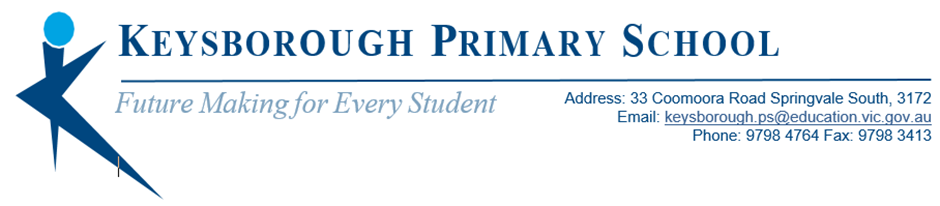 KEYSBOROUGH PRIMARY SCHOOL
Future Making for Every Student
Address: 33 Coomoora Road Springvale South, 3172
Email: keysborough.ps@education.vic.gov.au
Phone: 9798 4764 Fax: 9798 3413